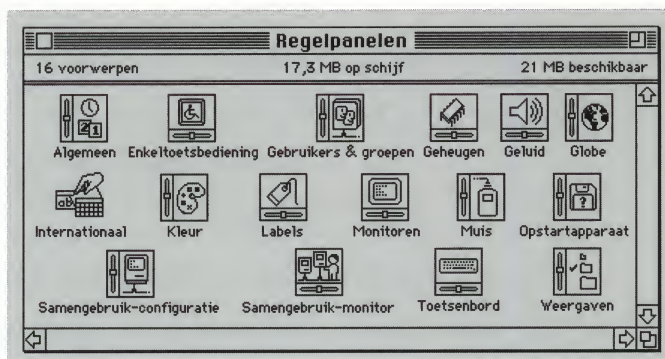 Regelpanelen
16 voorwerpen 17,3 MB op schijf 21 MB beschikbaar
Algemeen Enkeltoetsbediening Gebruikers & groepen Geheugen Geluid Globe
Internationaal Kleur Labels Monitoren Muis Opstartapparaat
Samengebruik-configuratie Samengebruik-monitor Toetsenbord Weergaven